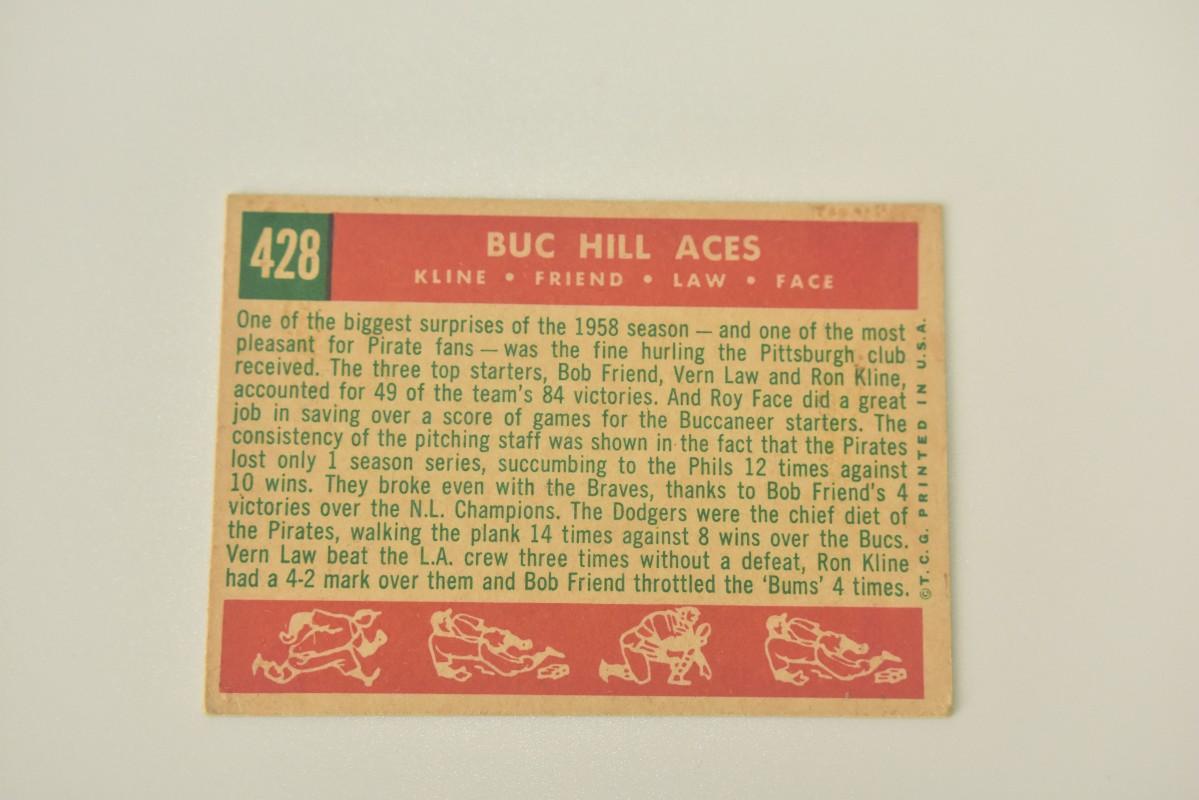 428
BUC HILL ACES
KLINE • FRIEND • LAW • FACE
One of the biggest surprises of the 1958 season — and one of the most
pleasant for Pirate fans — was the fine hurling the Pittsburgh club
received. The three top starters, Bob Friend, Vern Law and Ron Kline,
accounted for 49 of the team's 84 victories. And Roy Face did a great
job in saving over a score of games for the Buccaneer starters. The
consistency of the pitching staff was shown in the fact that the Pirates
lost only 1 season series, succumbing to the Phils 12 times against
10 wins. They broke even with the Braves, thanks to Bob Friend's 4
victories over the N.L. Champions. The Dodgers were the chief diet of
the Pirates, walking the plank 14 times against 8 wins over the Bucs.
Vern Law beat the L.A. crew three times without a defeat, Ron Kline
had a 4-2 mark over them and Bob Friend throttled the 'Bums' 4 times.
© T. C. G. PRINTED IN U.S.A.